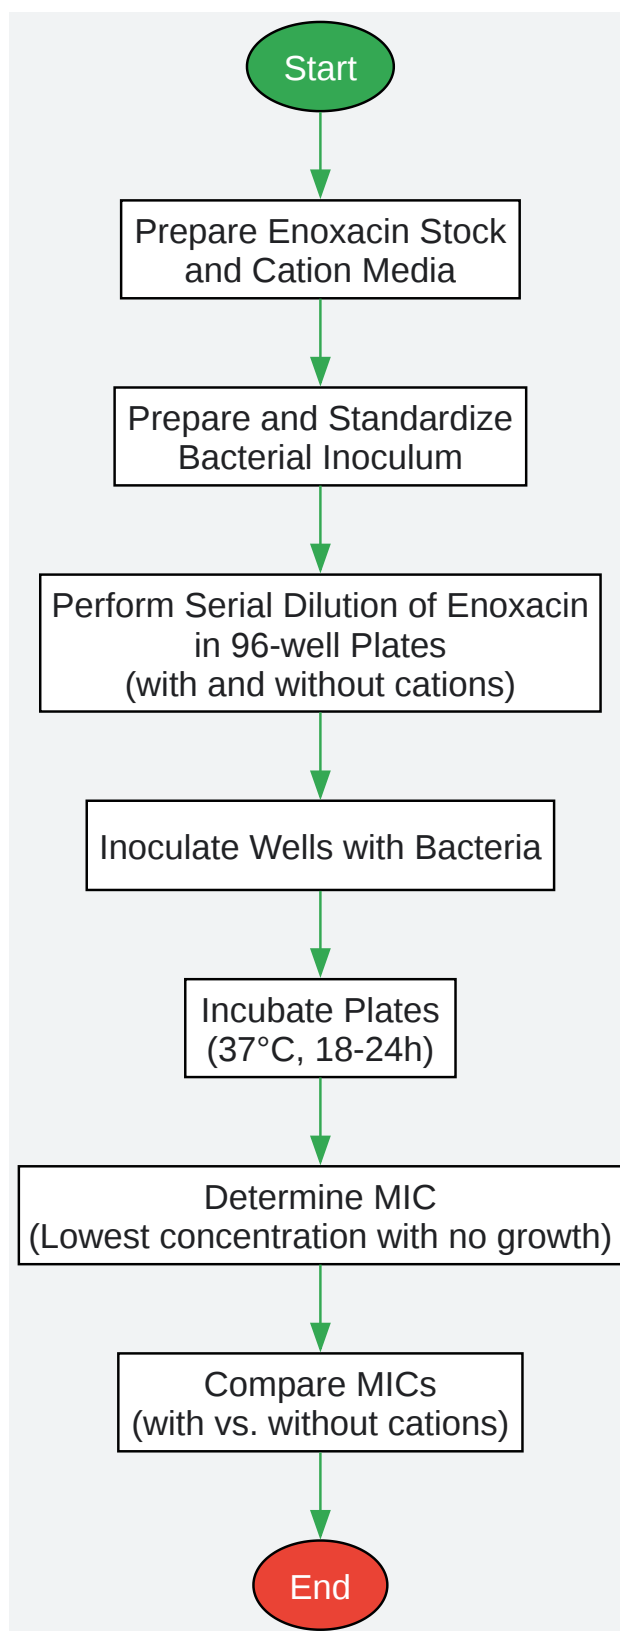 Start
Prepare Enoxacin Stock
and Cation Media
Prepare and Standardize
Bacterial Inoculum
Perform Serial Dilution of Enoxacin
in 96-well Plates
(with and without cations)
Inoculate Wells with Bacteria
Incubate Plates
(37°C, 18-24h)
Determine MIC
(Lowest concentration with no growth)
Compare MICs
(with vs. without cations)
End